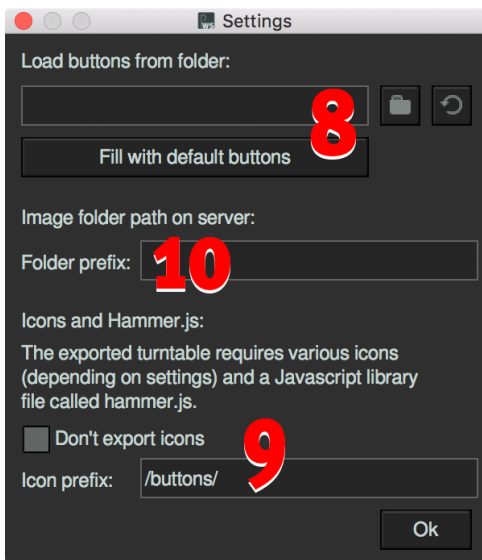 WS Settings
Load buttons from folder:
8
Fill with default buttons
Image folder path on server:
Folder prefix: 10
Icons and Hammer.js:
The exported turntable requires various icons
(depending on settings) and a Javascript library
file called hammer.js.
Don't export icons
9
Icon prefix: /buttons/
Ok